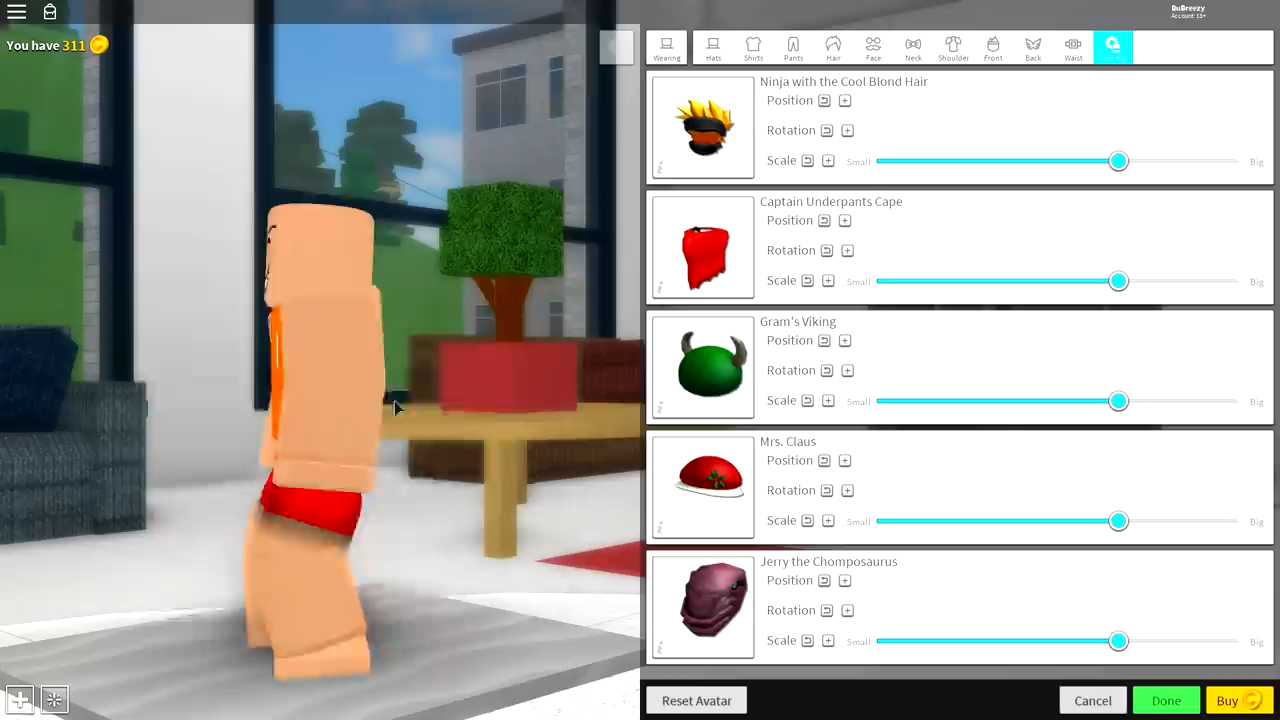 BuBreezy
Account: 13+
You have 311
Wearing
Hats
Shirts
Pants
Hair
Face
Neck
Shoulder
Front
Back
Waist
Ninja with the Cool Blond Hair
Position
Rotation
Scale Small Big
Captain Underpants Cape
Position
Rotation
Scale Small Big
Gram's Viking
Position
Rotation
Scale Small Big
Mrs. Claus
Position
Rotation
Scale Small Big
Jerry the Chomposaurus
Position
Rotation
Scale Small Big
Reset Avatar
Cancel
Done
Buy